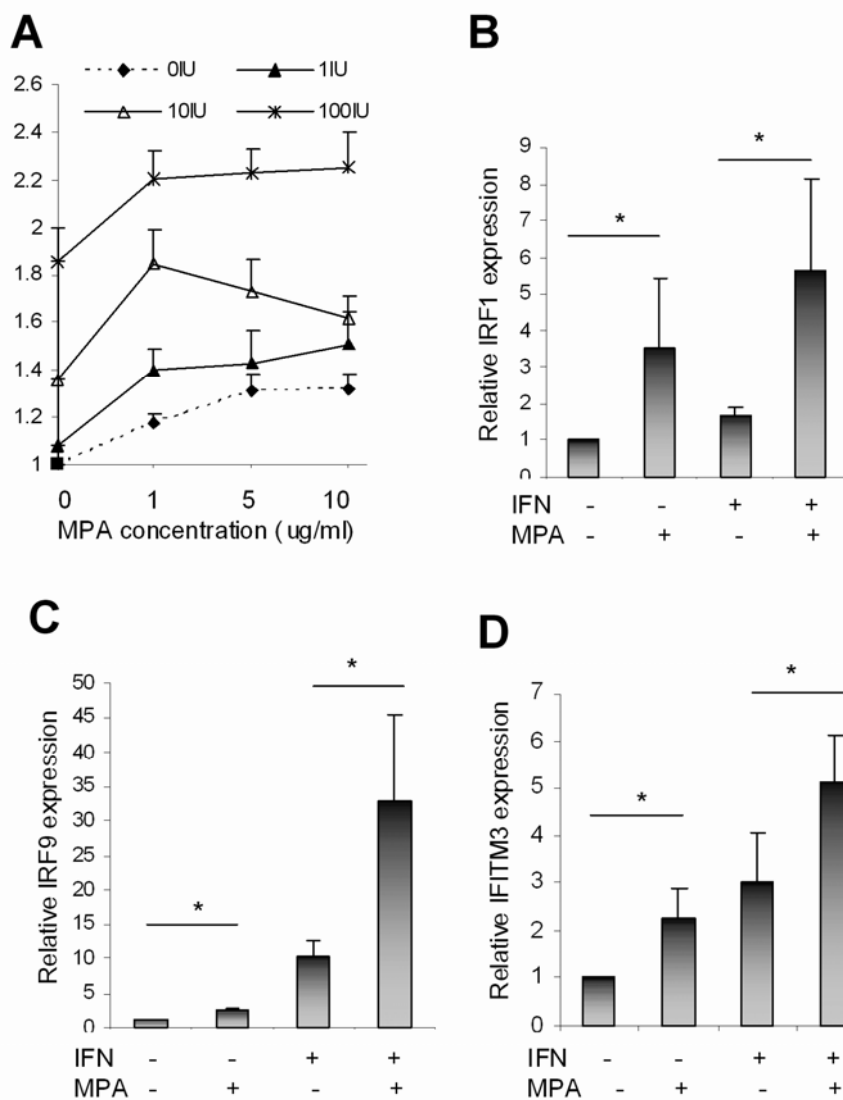 A
0IU 1IU
10IU 100IU
2.6
2.4
2.2
2
1.8
1.6
1.4
1.2
1
0 1 5 10
MPA concentration ( ug/ml)
B
Relative IRF1 expression
9
8
7
6
5
4
3
2
1
0
* *
IFN - - + +
MPA - + - +
C
Relative IRF9 expression
50
45
40
35
30
25
20
15
10
5
0
* *
IFN - - + +
MPA - + - +
D
Relative IFITM3 expression
7
6
5
4
3
2
1
0
* *
IFN - - + +
MPA - + - +